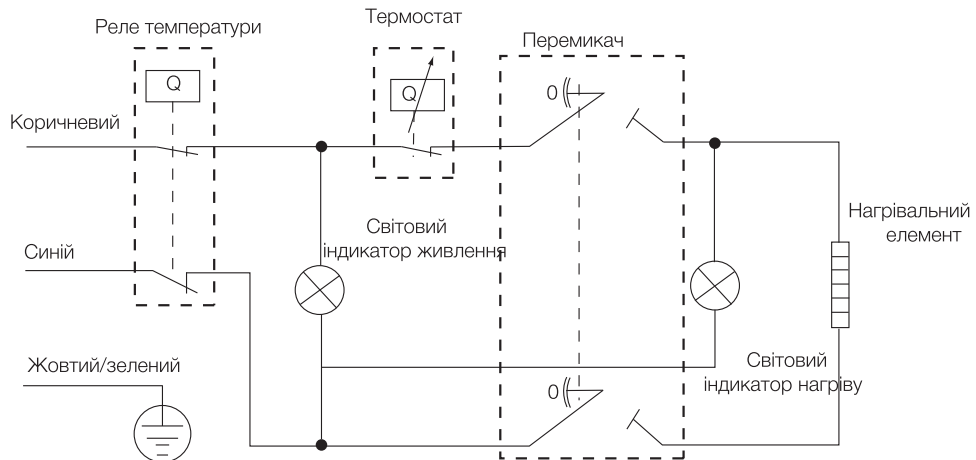 Термостат
Реле температури
Перемикач
Q
Q
0
Коричневий
Світовий
індикатор живлення
Нагрівальний
елемент
Синій
Жовтий/зелений
Світовий
індикатор нагріву
0